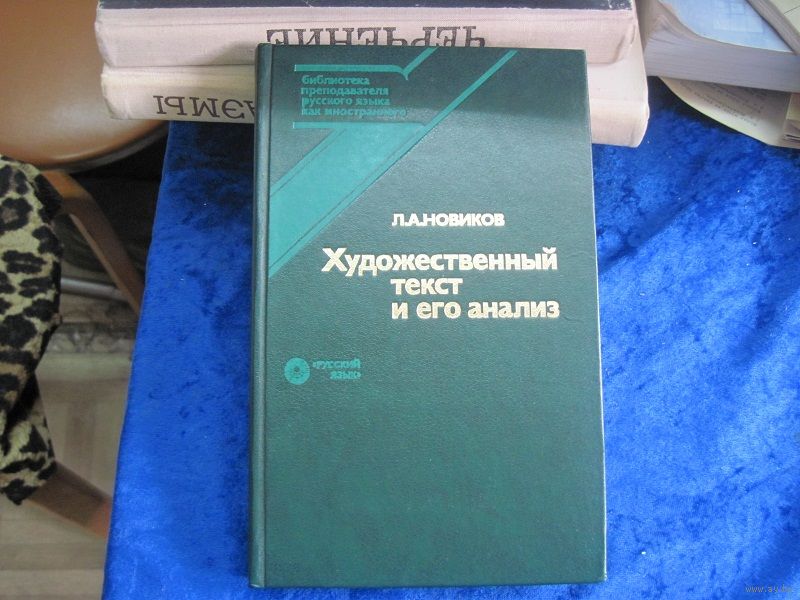 библиотека
преподавателя
русского языка
как иностранного
Л.А.НОВИКОВ
Художественный
текст
и его анализ
«РУССКИЙ
ЯЗЫК»